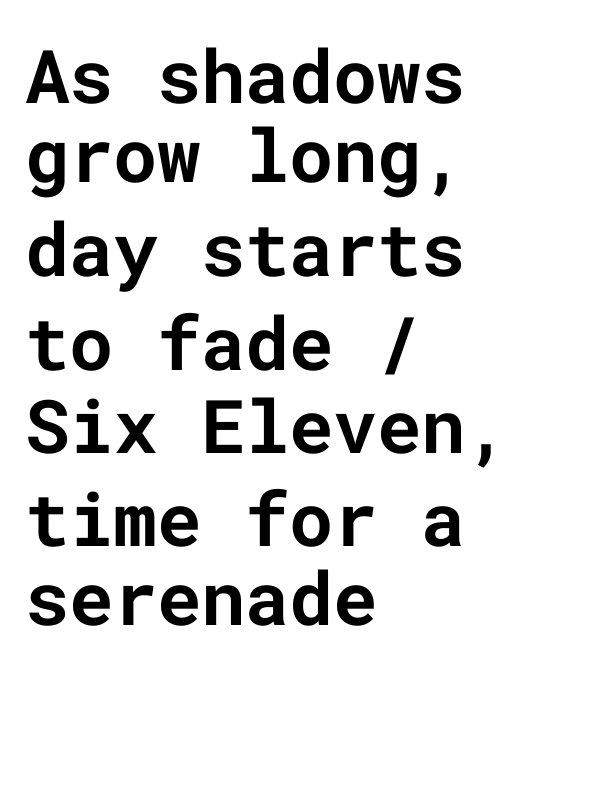 As shadows
grow long,
day starts
to fade /
Six Eleven,
time for a
serenade